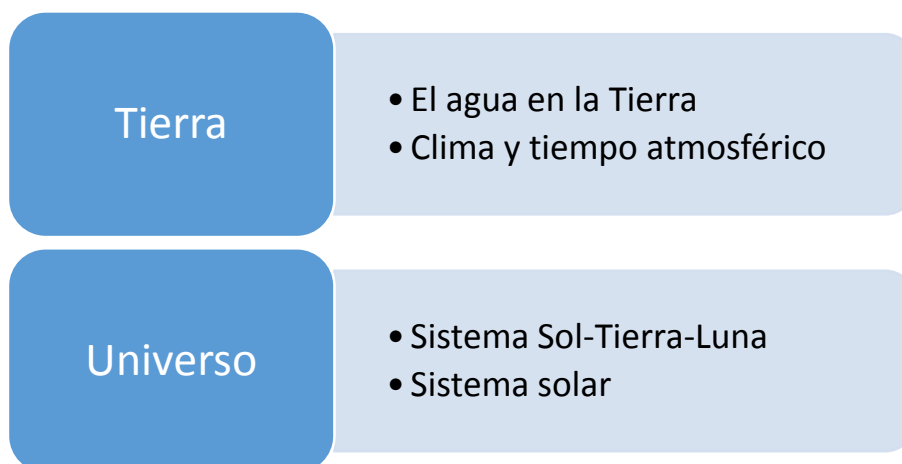 Tierra
• El agua en la Tierra
• Clima y tiempo atmosférico
Universo
• Sistema Sol-Tierra-Luna
• Sistema solar